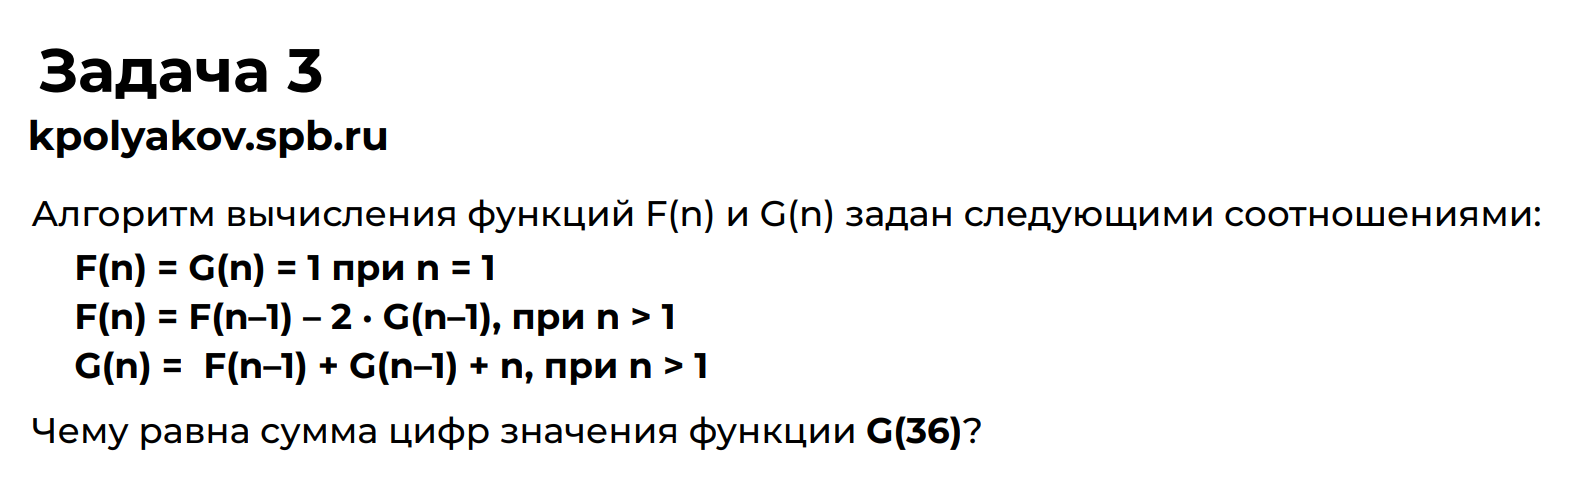 Задача 3
kpolyakov.spb.ru
Алгоритм вычисления функций F(n) и G(n) задан следующими соотношениями:
F(n) = G(n) = 1 при n = 1
F(n) = F(n–1) – 2 · G(n–1), при n > 1
G(n) = F(n–1) + G(n–1) + n, при n > 1
Чему равна сумма цифр значения функции G(36)?